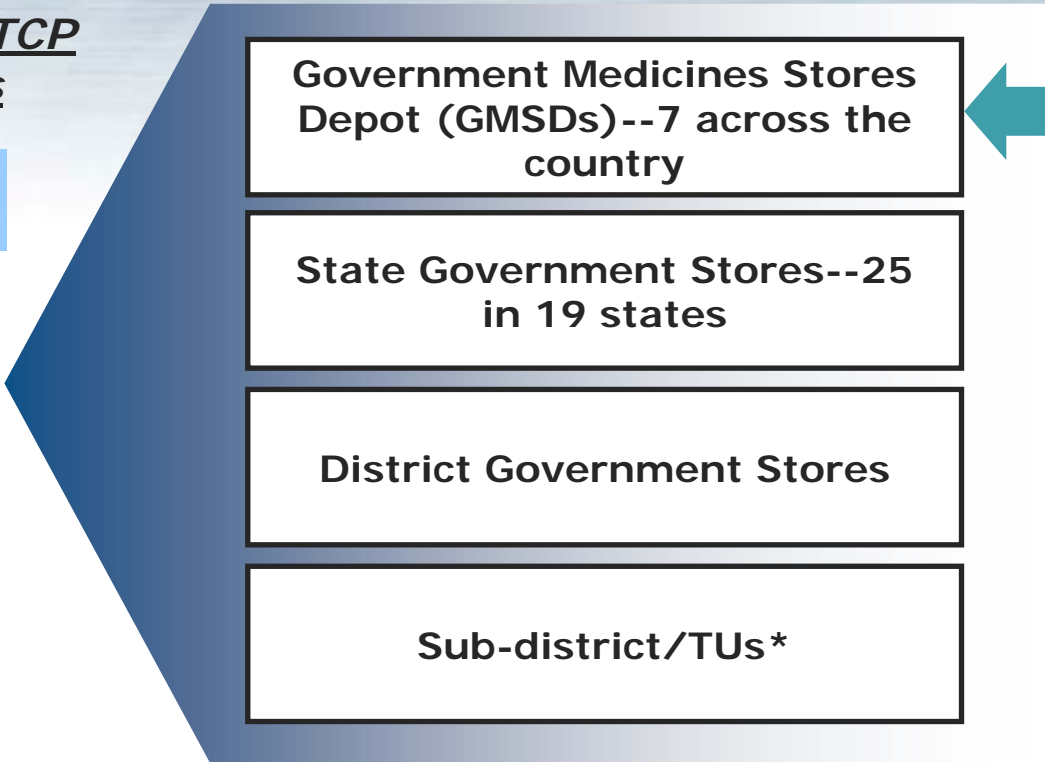 TCP
s
Government Medicines Stores
Depot (GMSDs)--7 across the
country
State Government Stores--25
in 19 states
District Government Stores
Sub-district/TUs*